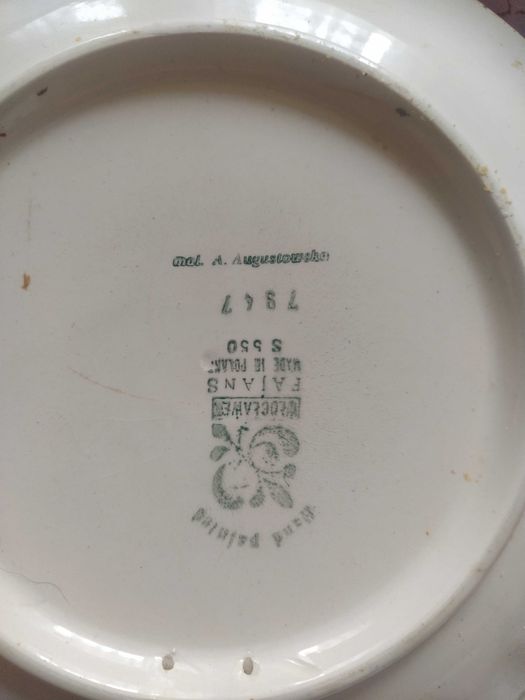 mal. A. Augustowska
Hand painted
WŁOCŁAWEK
FAJANS
MADE IN POLAND
S 550